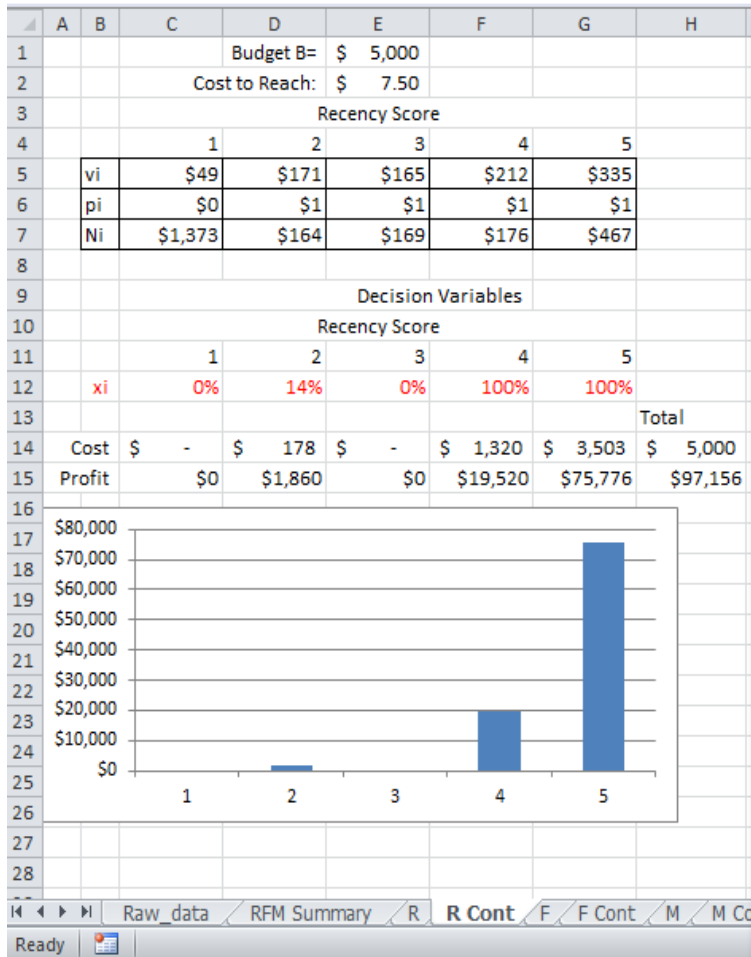 A B C D E F G H
1 Budget B= $ 5,000
2 Cost to Reach: $ 7.50
3 Recency Score
4 1 2 3 4 5
5 vi $49 $171 $165 $212 $335
6 pi $0 $1 $1 $1 $1
7 Ni $1,373 $164 $169 $176 $467
8
9 Decision Variables
10 Recency Score
11 1 2 3 4 5
12 xi 0% 14% 0% 100% 100%
13 Total
14 Cost $ - $ 178 $ - $ 1,320 $ 3,503 $ 5,000
15 Profit $0 $1,860 $0 $19,520 $75,776 $97,156
16
17 $80,000
18 $70,000
19 $60,000
20 $50,000
21 $40,000
22 $30,000
23 $20,000
24 $10,000
25 $0
26 1 2 3 4 5
27
28
Raw_data RFM Summary R R Cont F F Cont M M Co
Ready